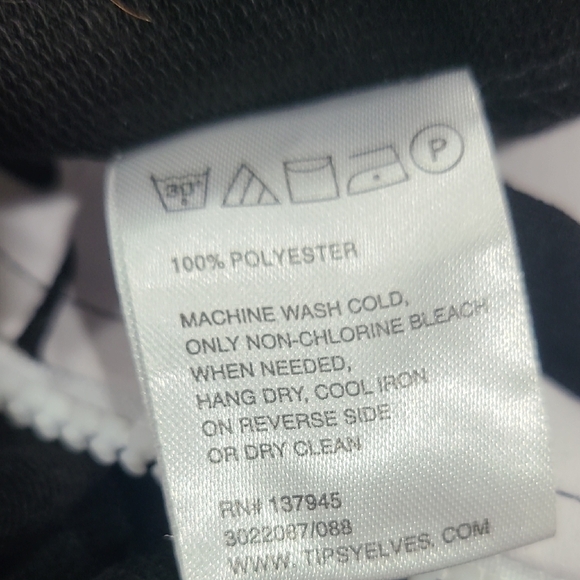 30°
P
100% POLYESTER
MACHINE WASH COLD,
ONLY NON-CHLORINE BLEACH
WHEN NEEDED,
HANG DRY, COOL IRON
ON REVERSE SIDE
OR DRY CLEAN
RN# 137945
3022087/088
WWW. TIPSYELVES. COM